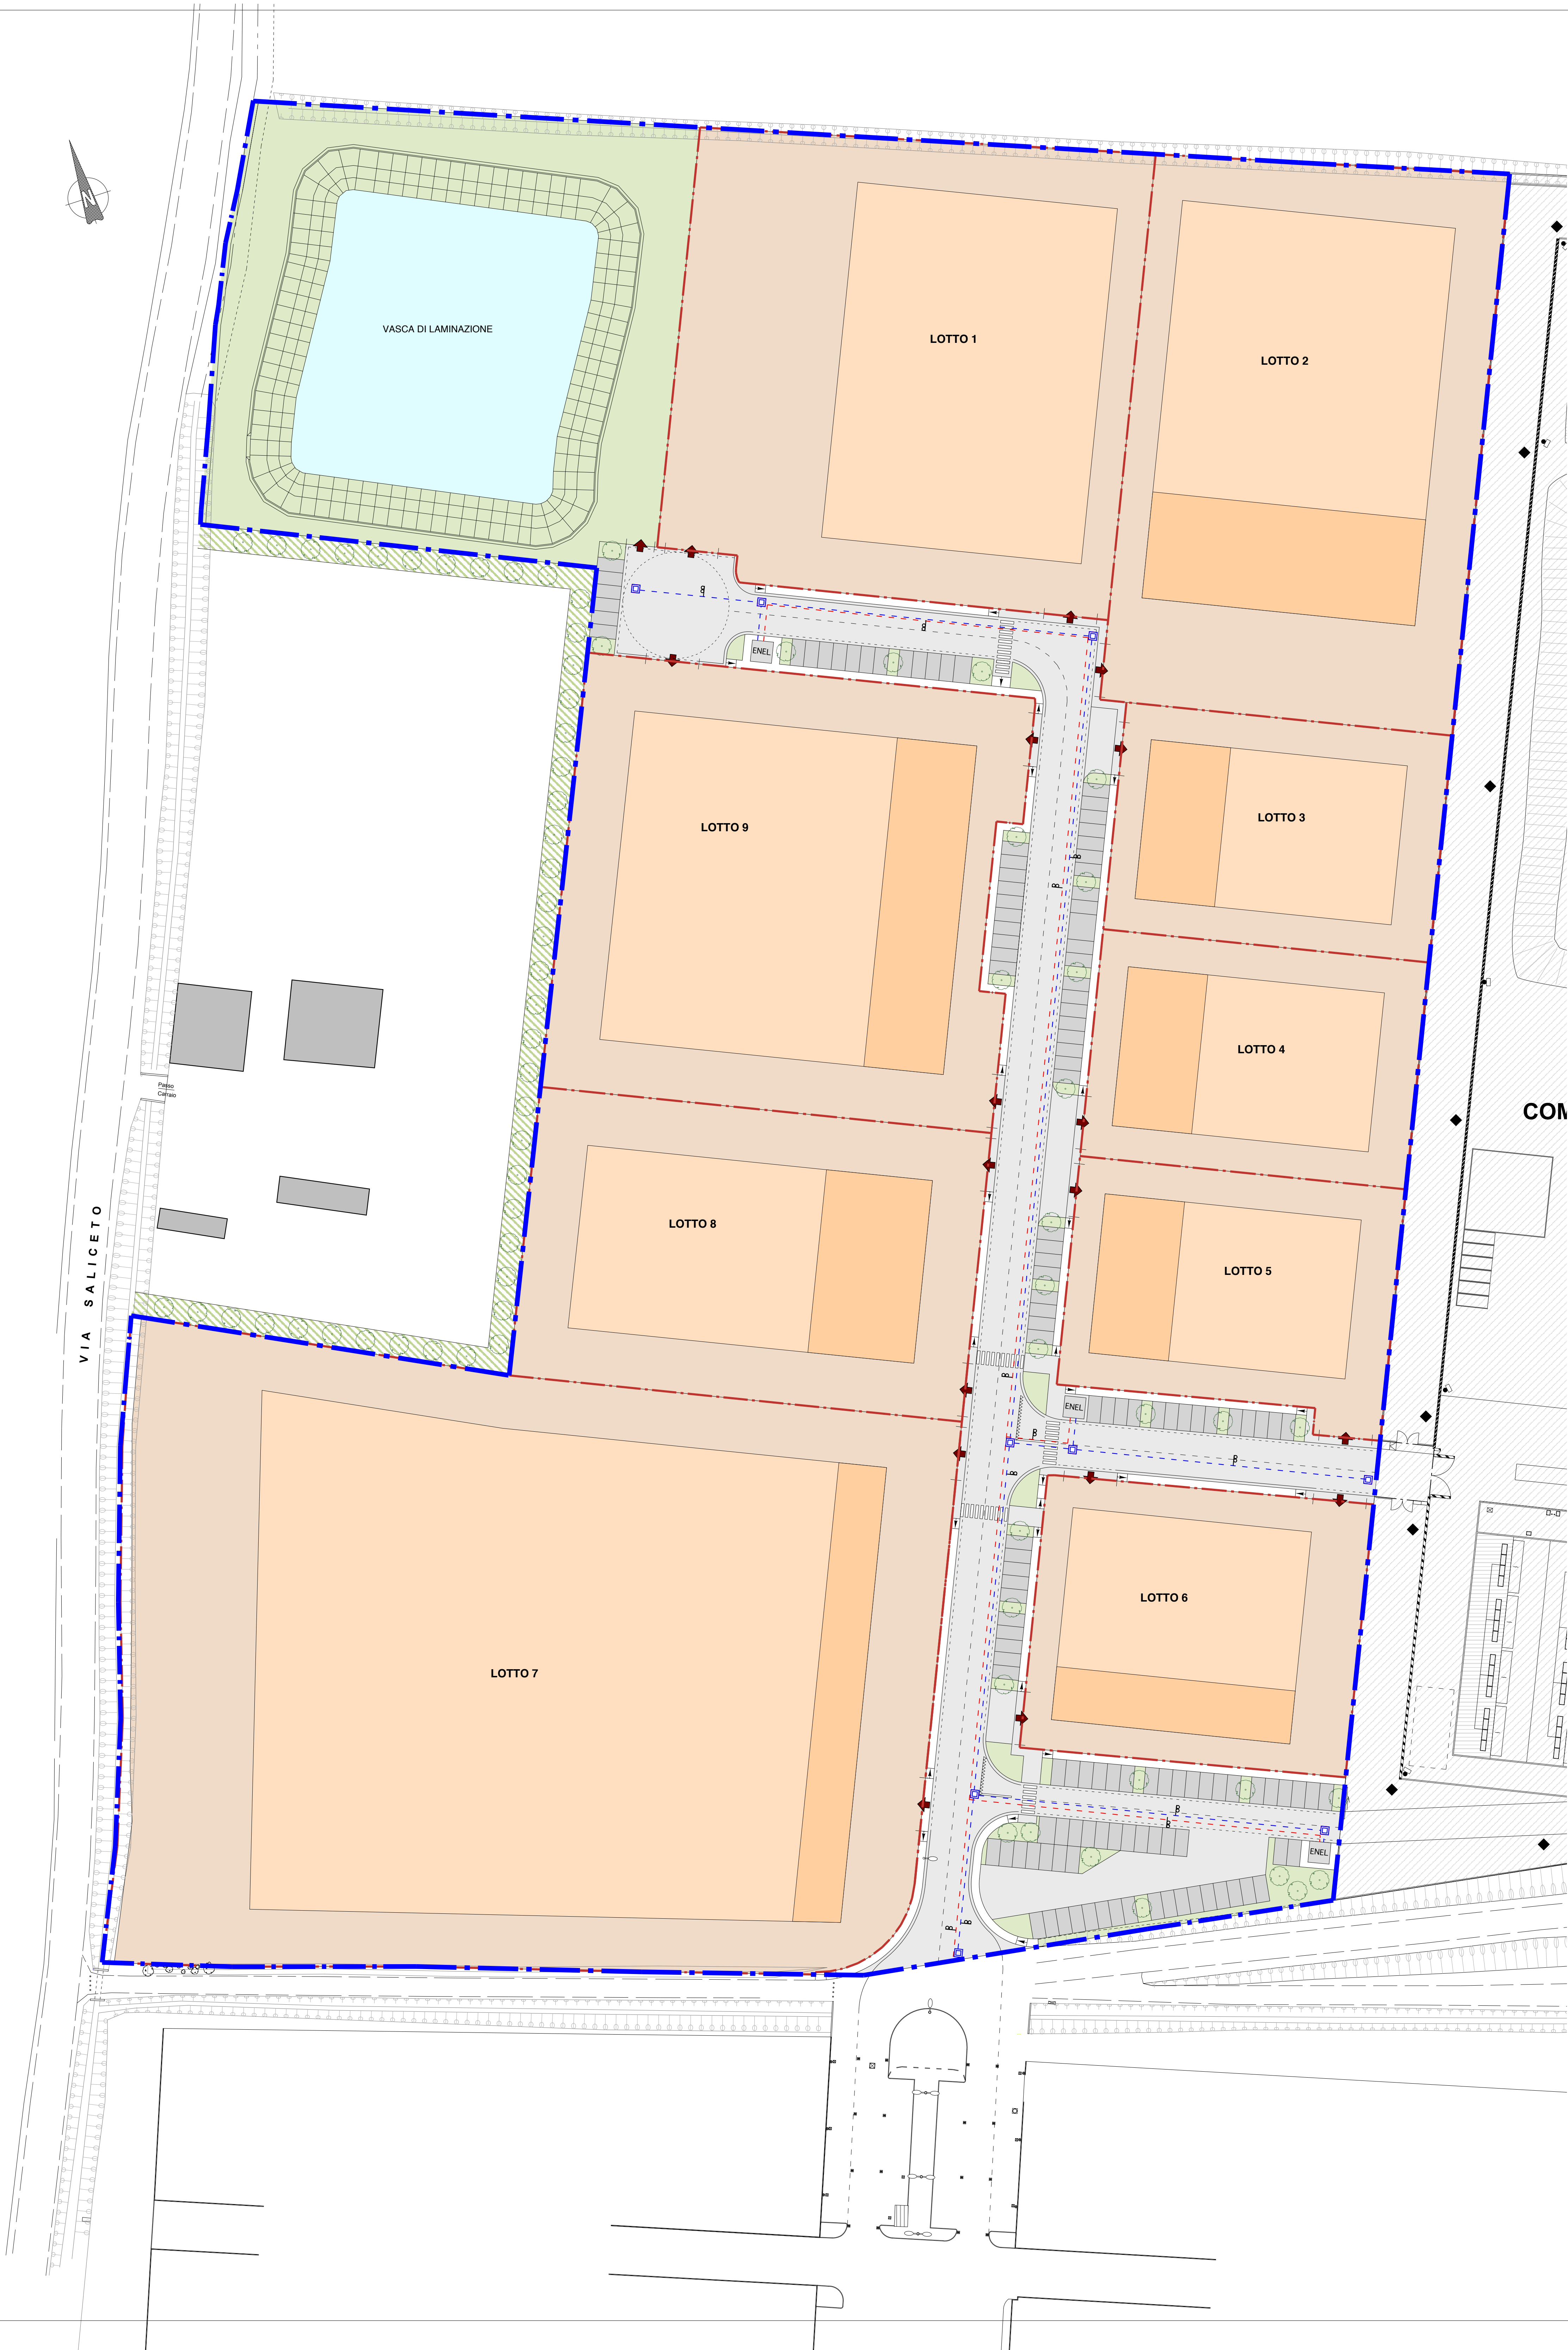 N
VASCA DI LAMINAZIONE
LOTTO 1
LOTTO 2
ENEL
LOTTO 9
LOTTO 3
LOTTO 4
Passo
Carraio
COM
LOTTO 8
LOTTO 5
VIA SALICETO
ENEL
LOTTO 6
LOTTO 7
ENEL